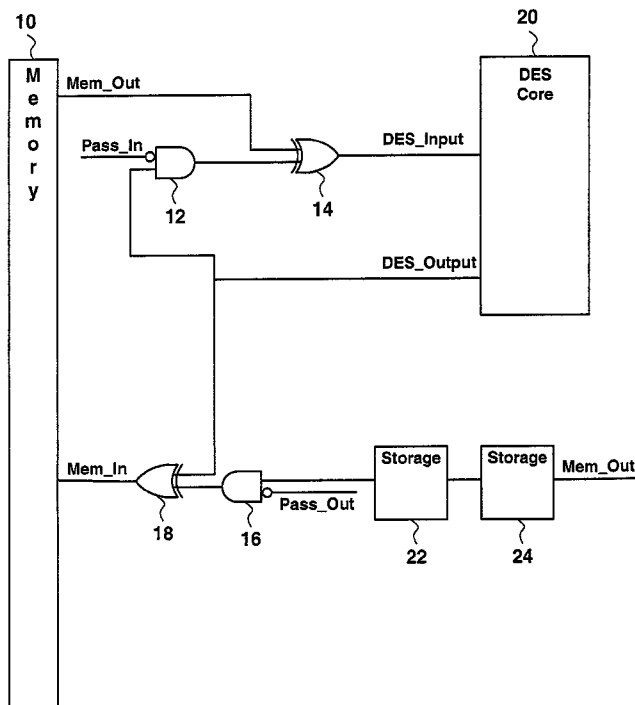 10
Memory
Mem_Out
Pass_In
12
14
DES_Input
20
DES
Core
DES_Output
Mem_In
18
16
Pass_Out
Storage
22
Storage
24
Mem_Out